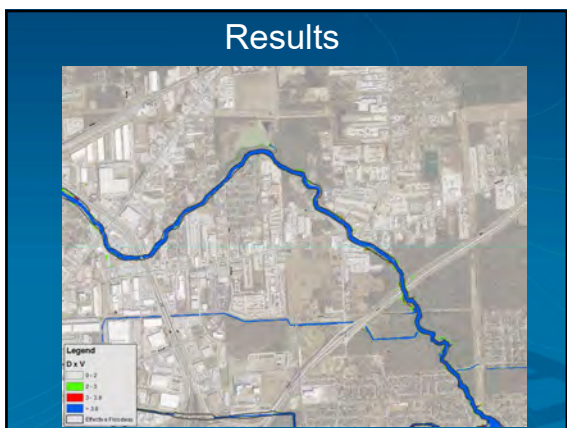 Results
Legend
D x V
0 - 2
2 - 3
3 - 3.8
> 3.8
Effective Floodway